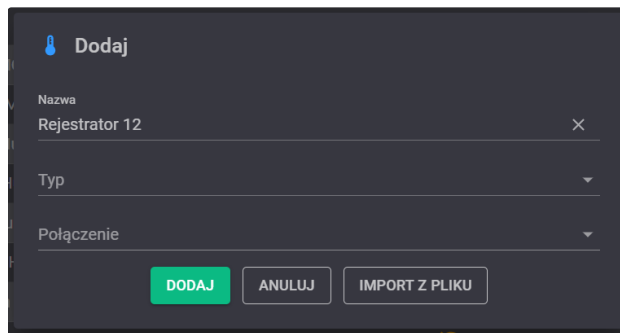 Dodaj
Nazwa
Rejestrator 12
Typ
Połączenie
DODAJ ANULUJ IMPORT Z PLIKU